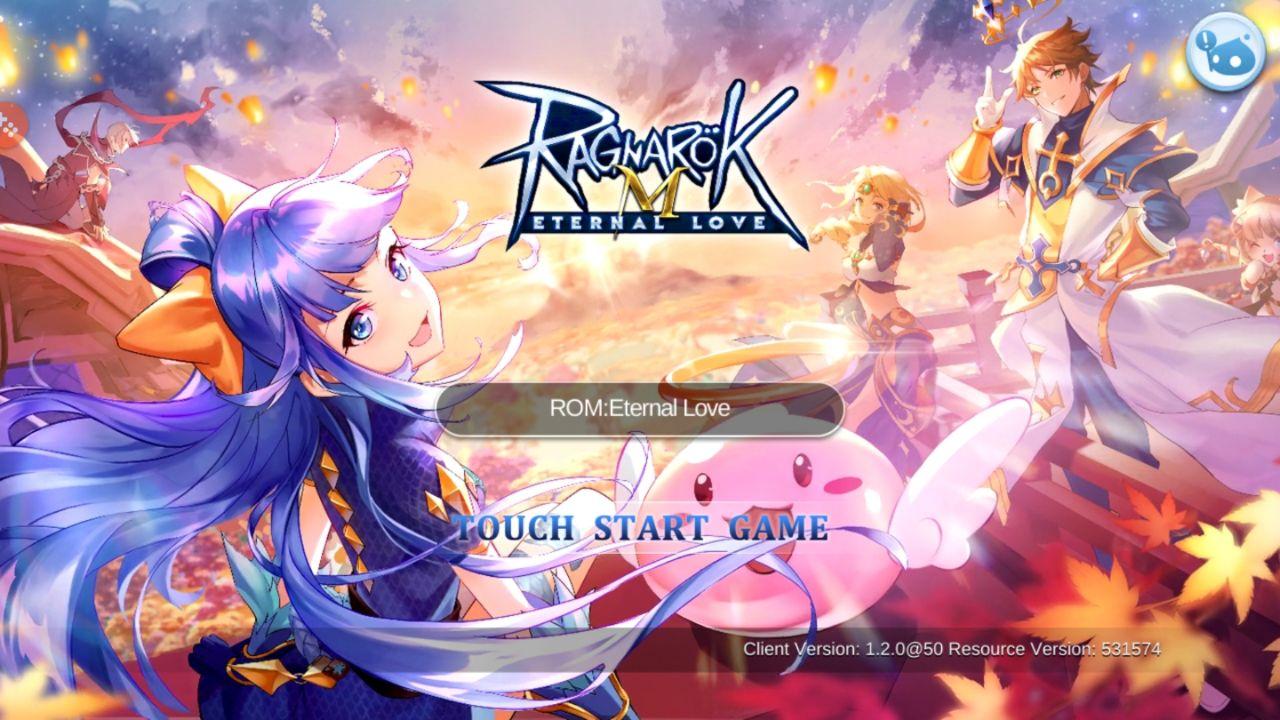 RAGNARÖK
M
ETERNAL LOVE
ROM:Eternal Love
TOUCH START GAME
Client Version: 1.2.0@50 Resource Version: 531574